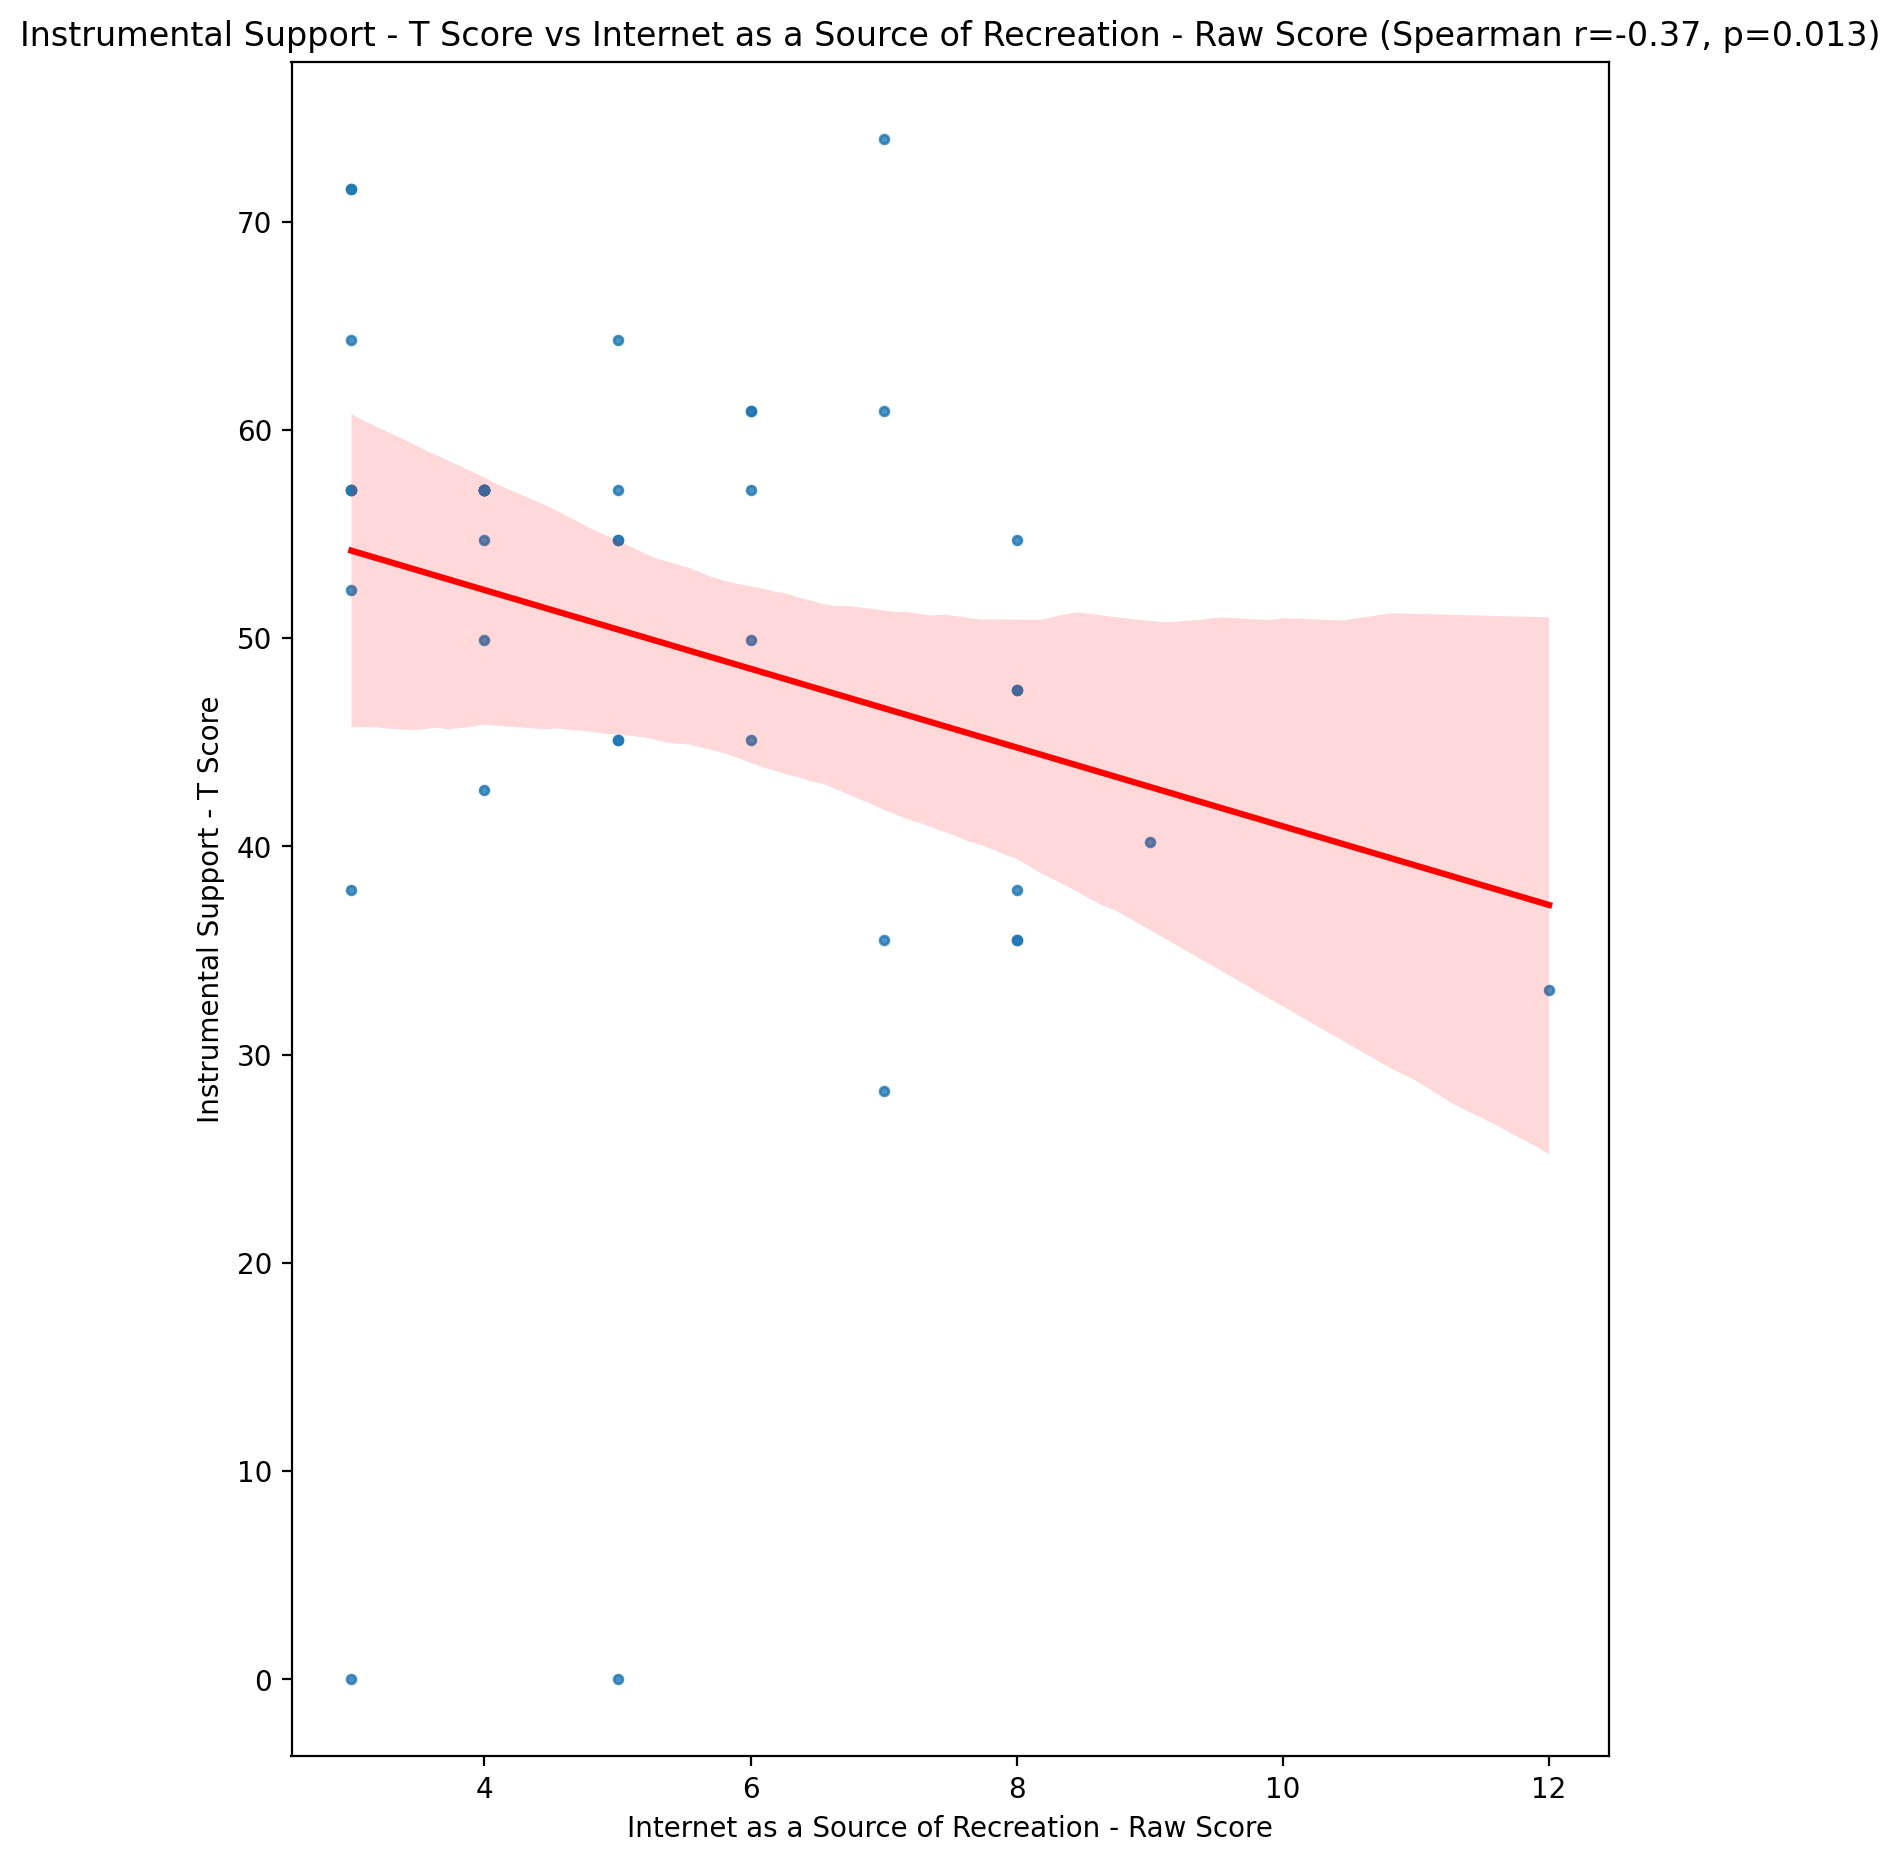 Instrumental Support - T Score vs Internet as a Source of Recreation - Raw Score (Spearman r=-0.37, p=0.013)
70
60
50
40
30
20
10
0
Instrumental Support - T Score
4 6 8 10 12
Internet as a Source of Recreation - Raw Score